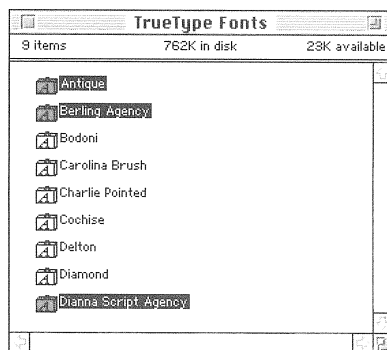 TrueType Fonts
9 items 762K in disk 23K available
Antique
Berling Agency
Bodoni
Carolina Brush
Charlie Pointed
Cochise
Delton
Diamond
Dianna Script Agency